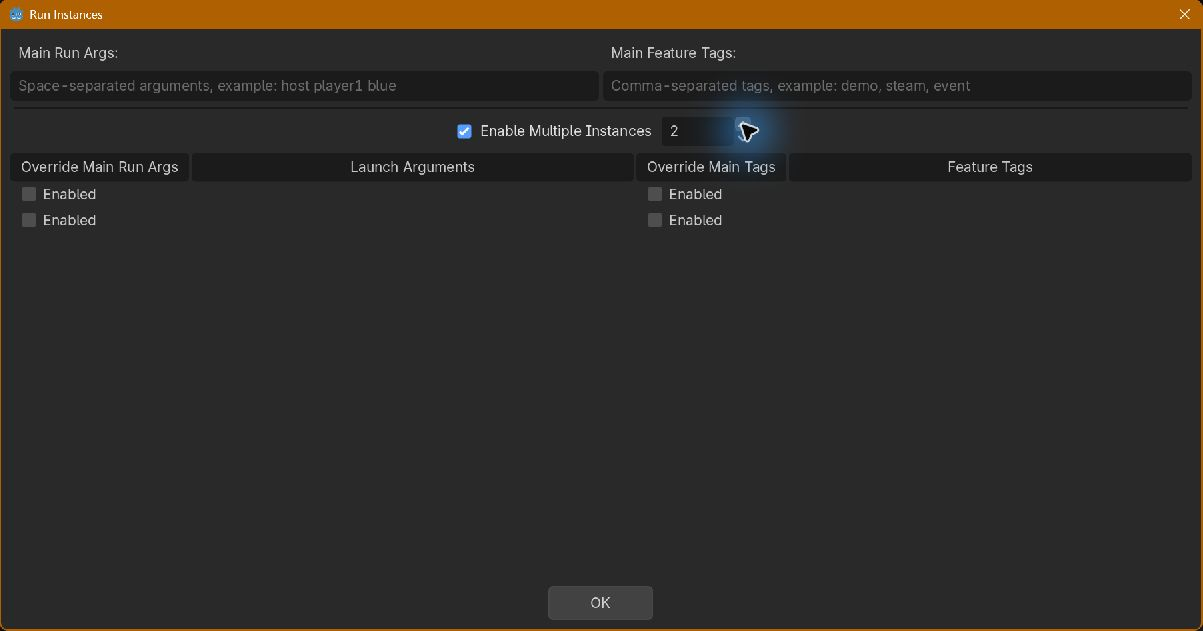 Run Instances
Main Run Args: Main Feature Tags:
Space-separated arguments, example: host player1 blue Comma-separated tags, example: demo, steam, event
Enable Multiple Instances 2
Override Main Run Args Launch Arguments Override Main Tags Feature Tags
Enabled Enabled
Enabled Enabled
OK